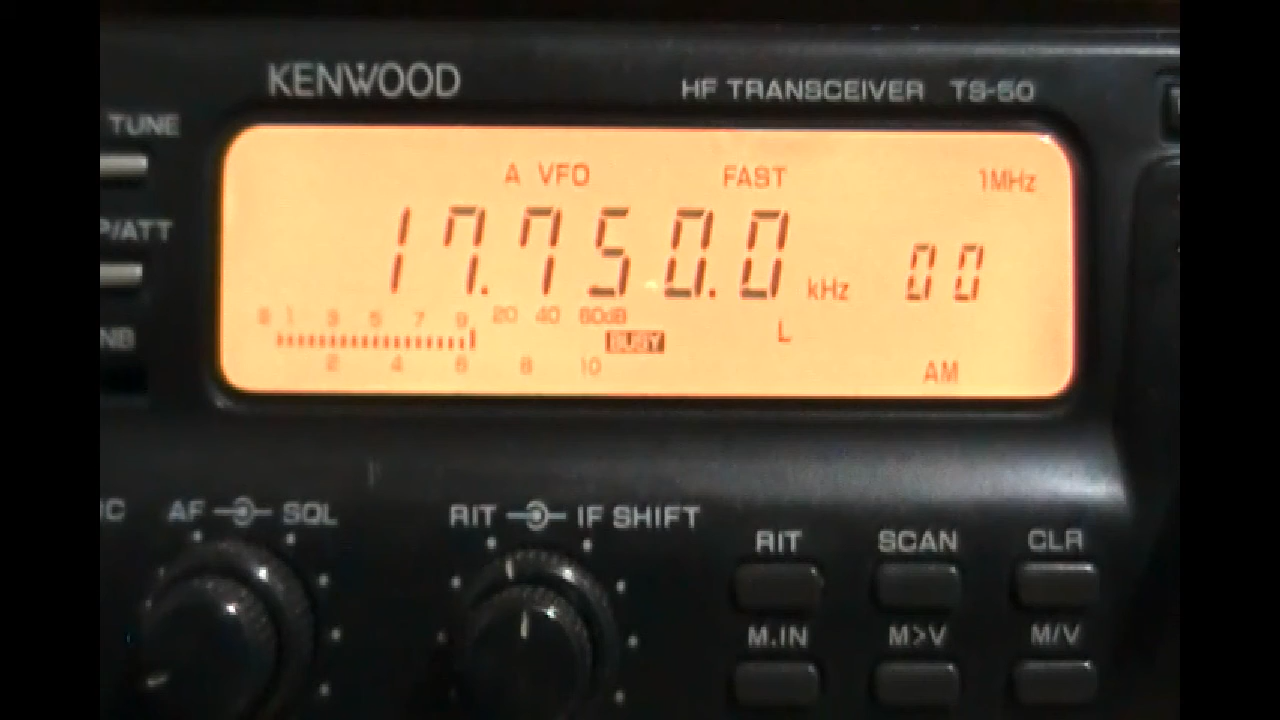 KENWOOD HF TRANSCEIVER TS-50
TUNE
A VFO FAST 1MHz
P/ATT
17.750.0 kHz 00
1 3 5 7 9 20 40 60dB
NB
BUSY L
2 4 6 8 10
AM
IC AF SQL RIT IF SHIFT
RIT SCAN CLR
M.IN M>V M/V